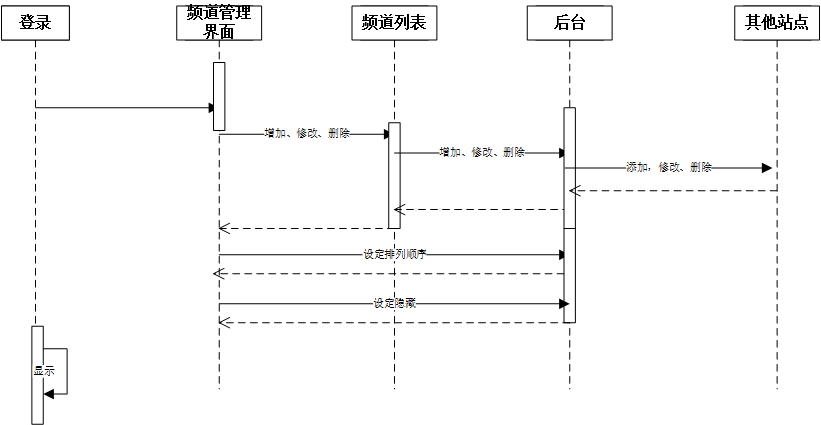 登录
频道管理
界面
频道列表
后台
其他站点
增加、修改、删除
增加、修改、删除
添加，修改、删除
设定排列顺序
设定隐藏
显示